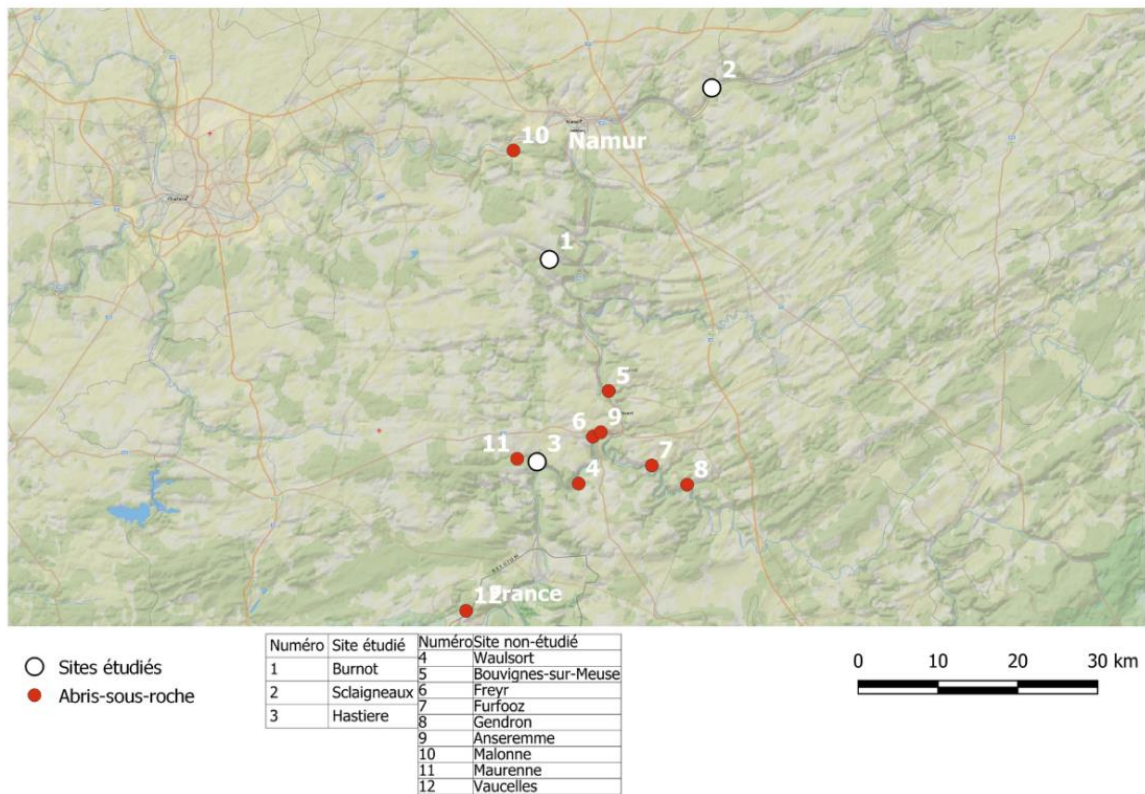 2
Namur
10
1
5
9
6
11
3
7
4
8
BELGIUM
12
France
Sites étudiés
Abris-sous-roche
Numéro Site étudié
1 Burnot
2 Sclaigneaux
3 Hastiere
Numéro Site non-étudié
4 Waulsort
5 Bouvignes-sur-Meuse
6 Freyr
7 Furfooz
8 Gendron
9 Anseremme
10 Malonne
11 Maurenne
12 Vaucelles
0 10 20 30 km